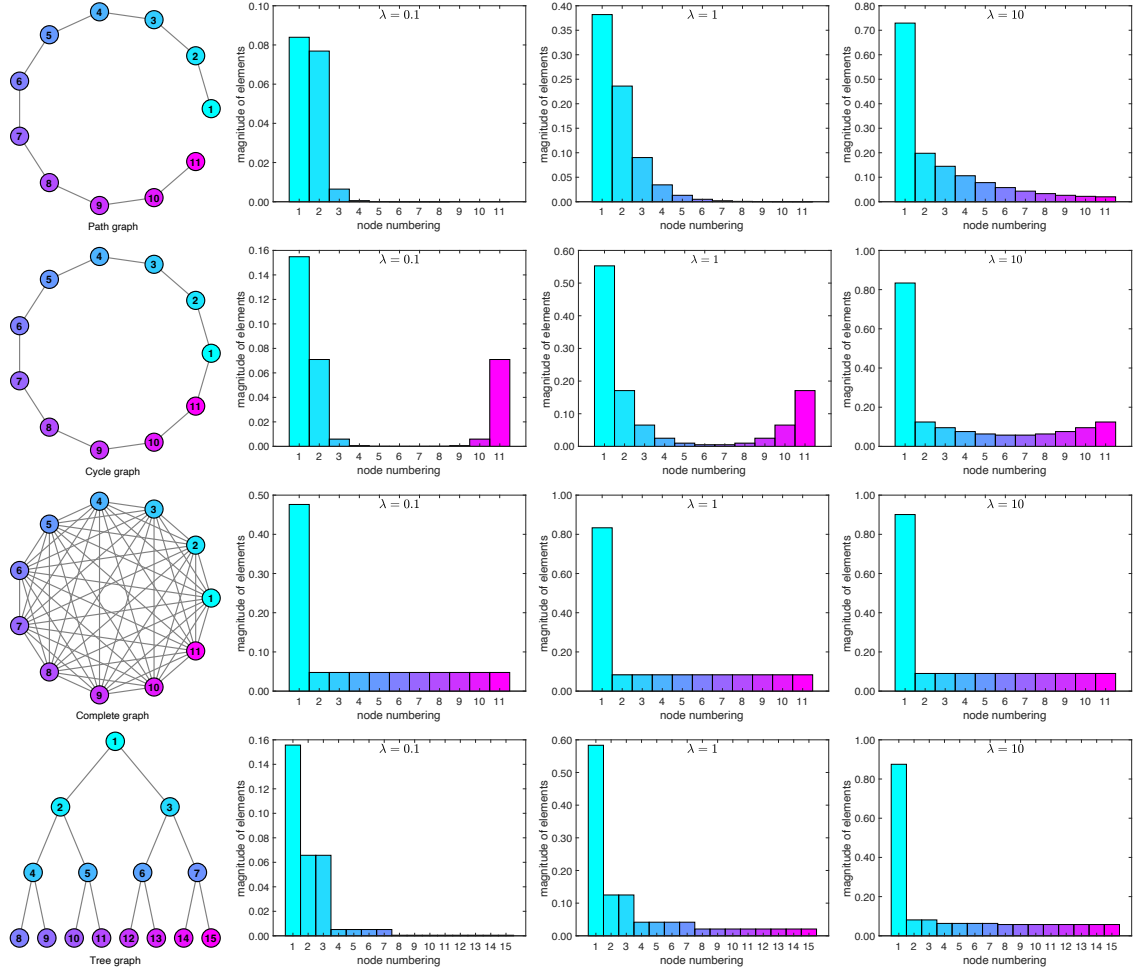 4
3
5
2
6
1
7
11
8
10
9
Path graph
0.10
0.08
0.06
0.04
0.02
0.00
magnitude of elements
λ = 0.1
1 2 3 4 5 6 7 8 9 10 11
node numbering
0.40
0.35
0.30
0.25
0.20
0.15
0.10
0.05
0.00
magnitude of elements
λ = 1
1 2 3 4 5 6 7 8 9 10 11
node numbering
0.80
0.70
0.60
0.50
0.40
0.30
0.20
0.10
0.00
magnitude of elements
λ = 10
1 2 3 4 5 6 7 8 9 10 11
node numbering
4
3
5
2
6
1
7
11
8
10
9
Cycle graph
0.16
0.14
0.12
0.10
0.08
0.06
0.04
0.02
0.00
magnitude of elements
λ = 0.1
1 2 3 4 5 6 7 8 9 10 11
node numbering
0.60
0.50
0.40
0.30
0.20
0.10
0.00
magnitude of elements
λ = 1
1 2 3 4 5 6 7 8 9 10 11
node numbering
1.00
0.80
0.60
0.40
0.20
0.00
magnitude of elements
λ = 10
1 2 3 4 5 6 7 8 9 10 11
node numbering
4
3
5
2
6
1
7
11
8
10
9
Complete graph
0.50
0.40
0.30
0.20
0.10
0.00
magnitude of elements
λ = 0.1
1 2 3 4 5 6 7 8 9 10 11
node numbering
1.00
0.80
0.60
0.40
0.20
0.00
magnitude of elements
λ = 1
1 2 3 4 5 6 7 8 9 10 11
node numbering
1.00
0.80
0.60
0.40
0.20
0.00
magnitude of elements
λ = 10
1 2 3 4 5 6 7 8 9 10 11
node numbering
1
2 3
4 5 6 7
8 9 10 11 12 13 14 15
Tree graph
0.16
0.14
0.12
0.10
0.08
0.06
0.04
0.02
0.00
magnitude of elements
λ = 0.1
1 2 3 4 5 6 7 8 9 10 11 12 13 14 15
node numbering
0.60
0.50
0.40
0.30
0.20
0.10
0.00
magnitude of elements
λ = 1
1 2 3 4 5 6 7 8 9 10 11 12 13 14 15
node numbering
1.00
0.80
0.60
0.40
0.20
0.00
magnitude of elements
λ = 10
1 2 3 4 5 6 7 8 9 10 11 12 13 14 15
node numbering